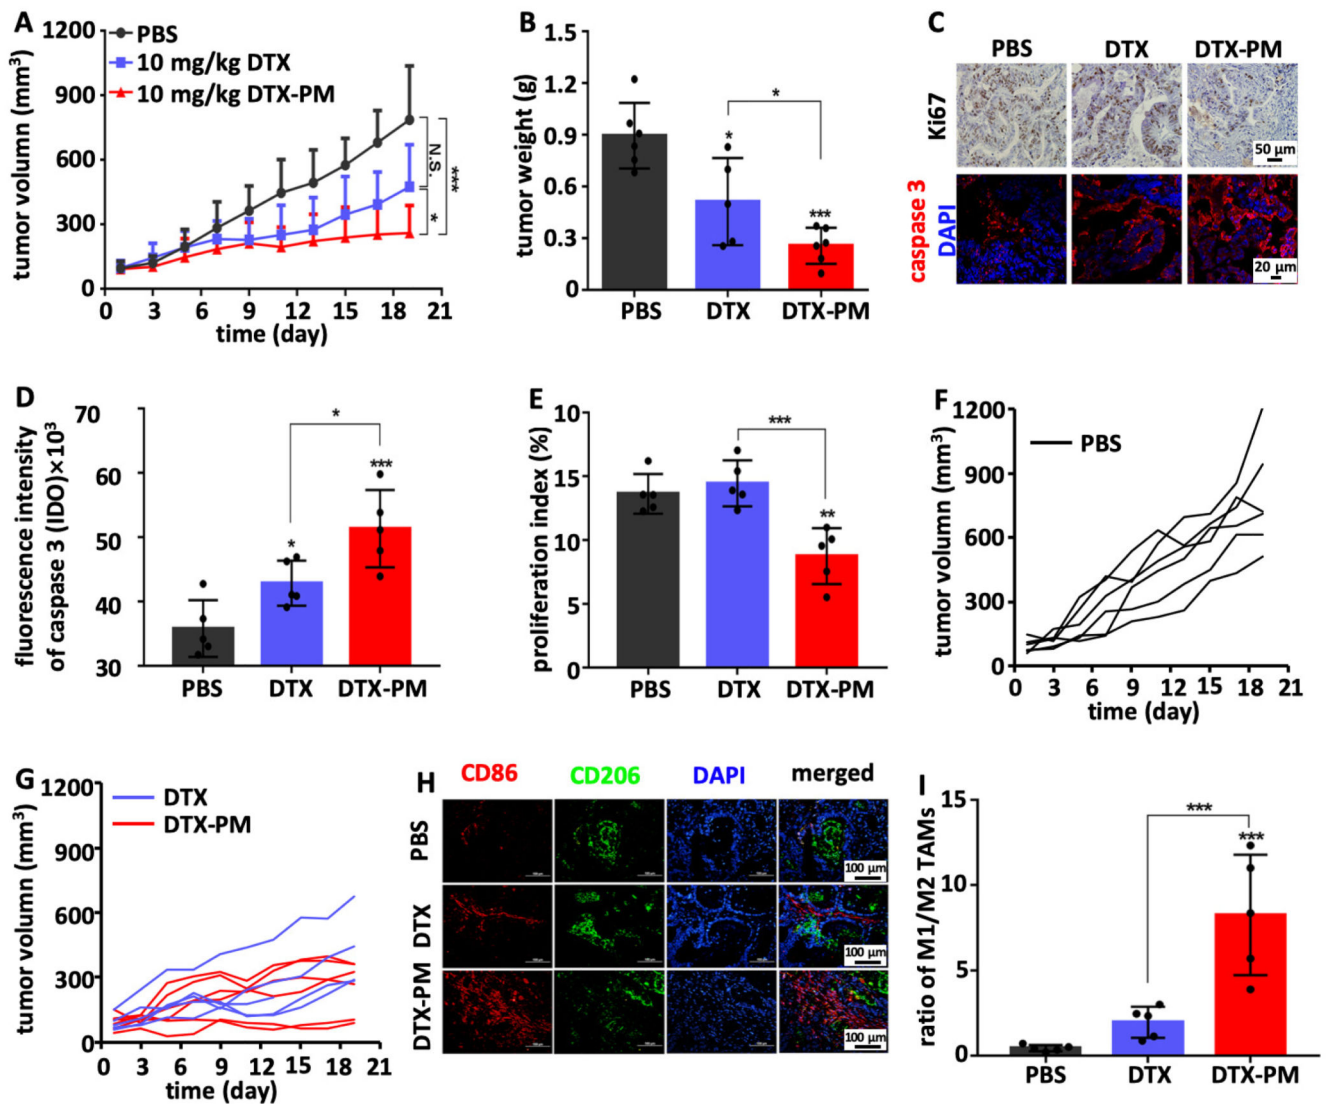 A
1200
900
600
300
0
tumor volumn (mm³)
PBS
10 mg/kg DTX
10 mg/kg DTX-PM
N.S.
*
***
0 3 6 9 12 15 18 21
time (day)
B
1.5
1.2
0.9
0.6
0.3
0
tumor weight (g)
*
*
***
PBS DTX DTX-PM
C
PBS DTX DTX-PM
Ki67
50 μm
caspase 3
DAPI
20 μm
D
70
60
50
40
30
fluorescence intensity
of caspase 3 (IDO)×10³
*
***
*
PBS DTX DTX-PM
E
10
15
10
5
0
proliferation index (%)
***
**
PBS DTX DTX-PM
F
1200
900
600
300
0
tumor volumn (mm³)
PBS
0 3 6 9 12 15 18 21
time (day)
G
1200
900
600
300
0
tumor volumn (mm³)
DTX
DTX-PM
0 3 6 9 12 15 18 21
time (day)
H
CD86 CD206 DAPI merged
PBS
100 μm
DTX
100 μm
DTX-PM
100 μm
I
15
10
5
0
ratio of M1/M2 TAMs
***
***
PBS DTX DTX-PM